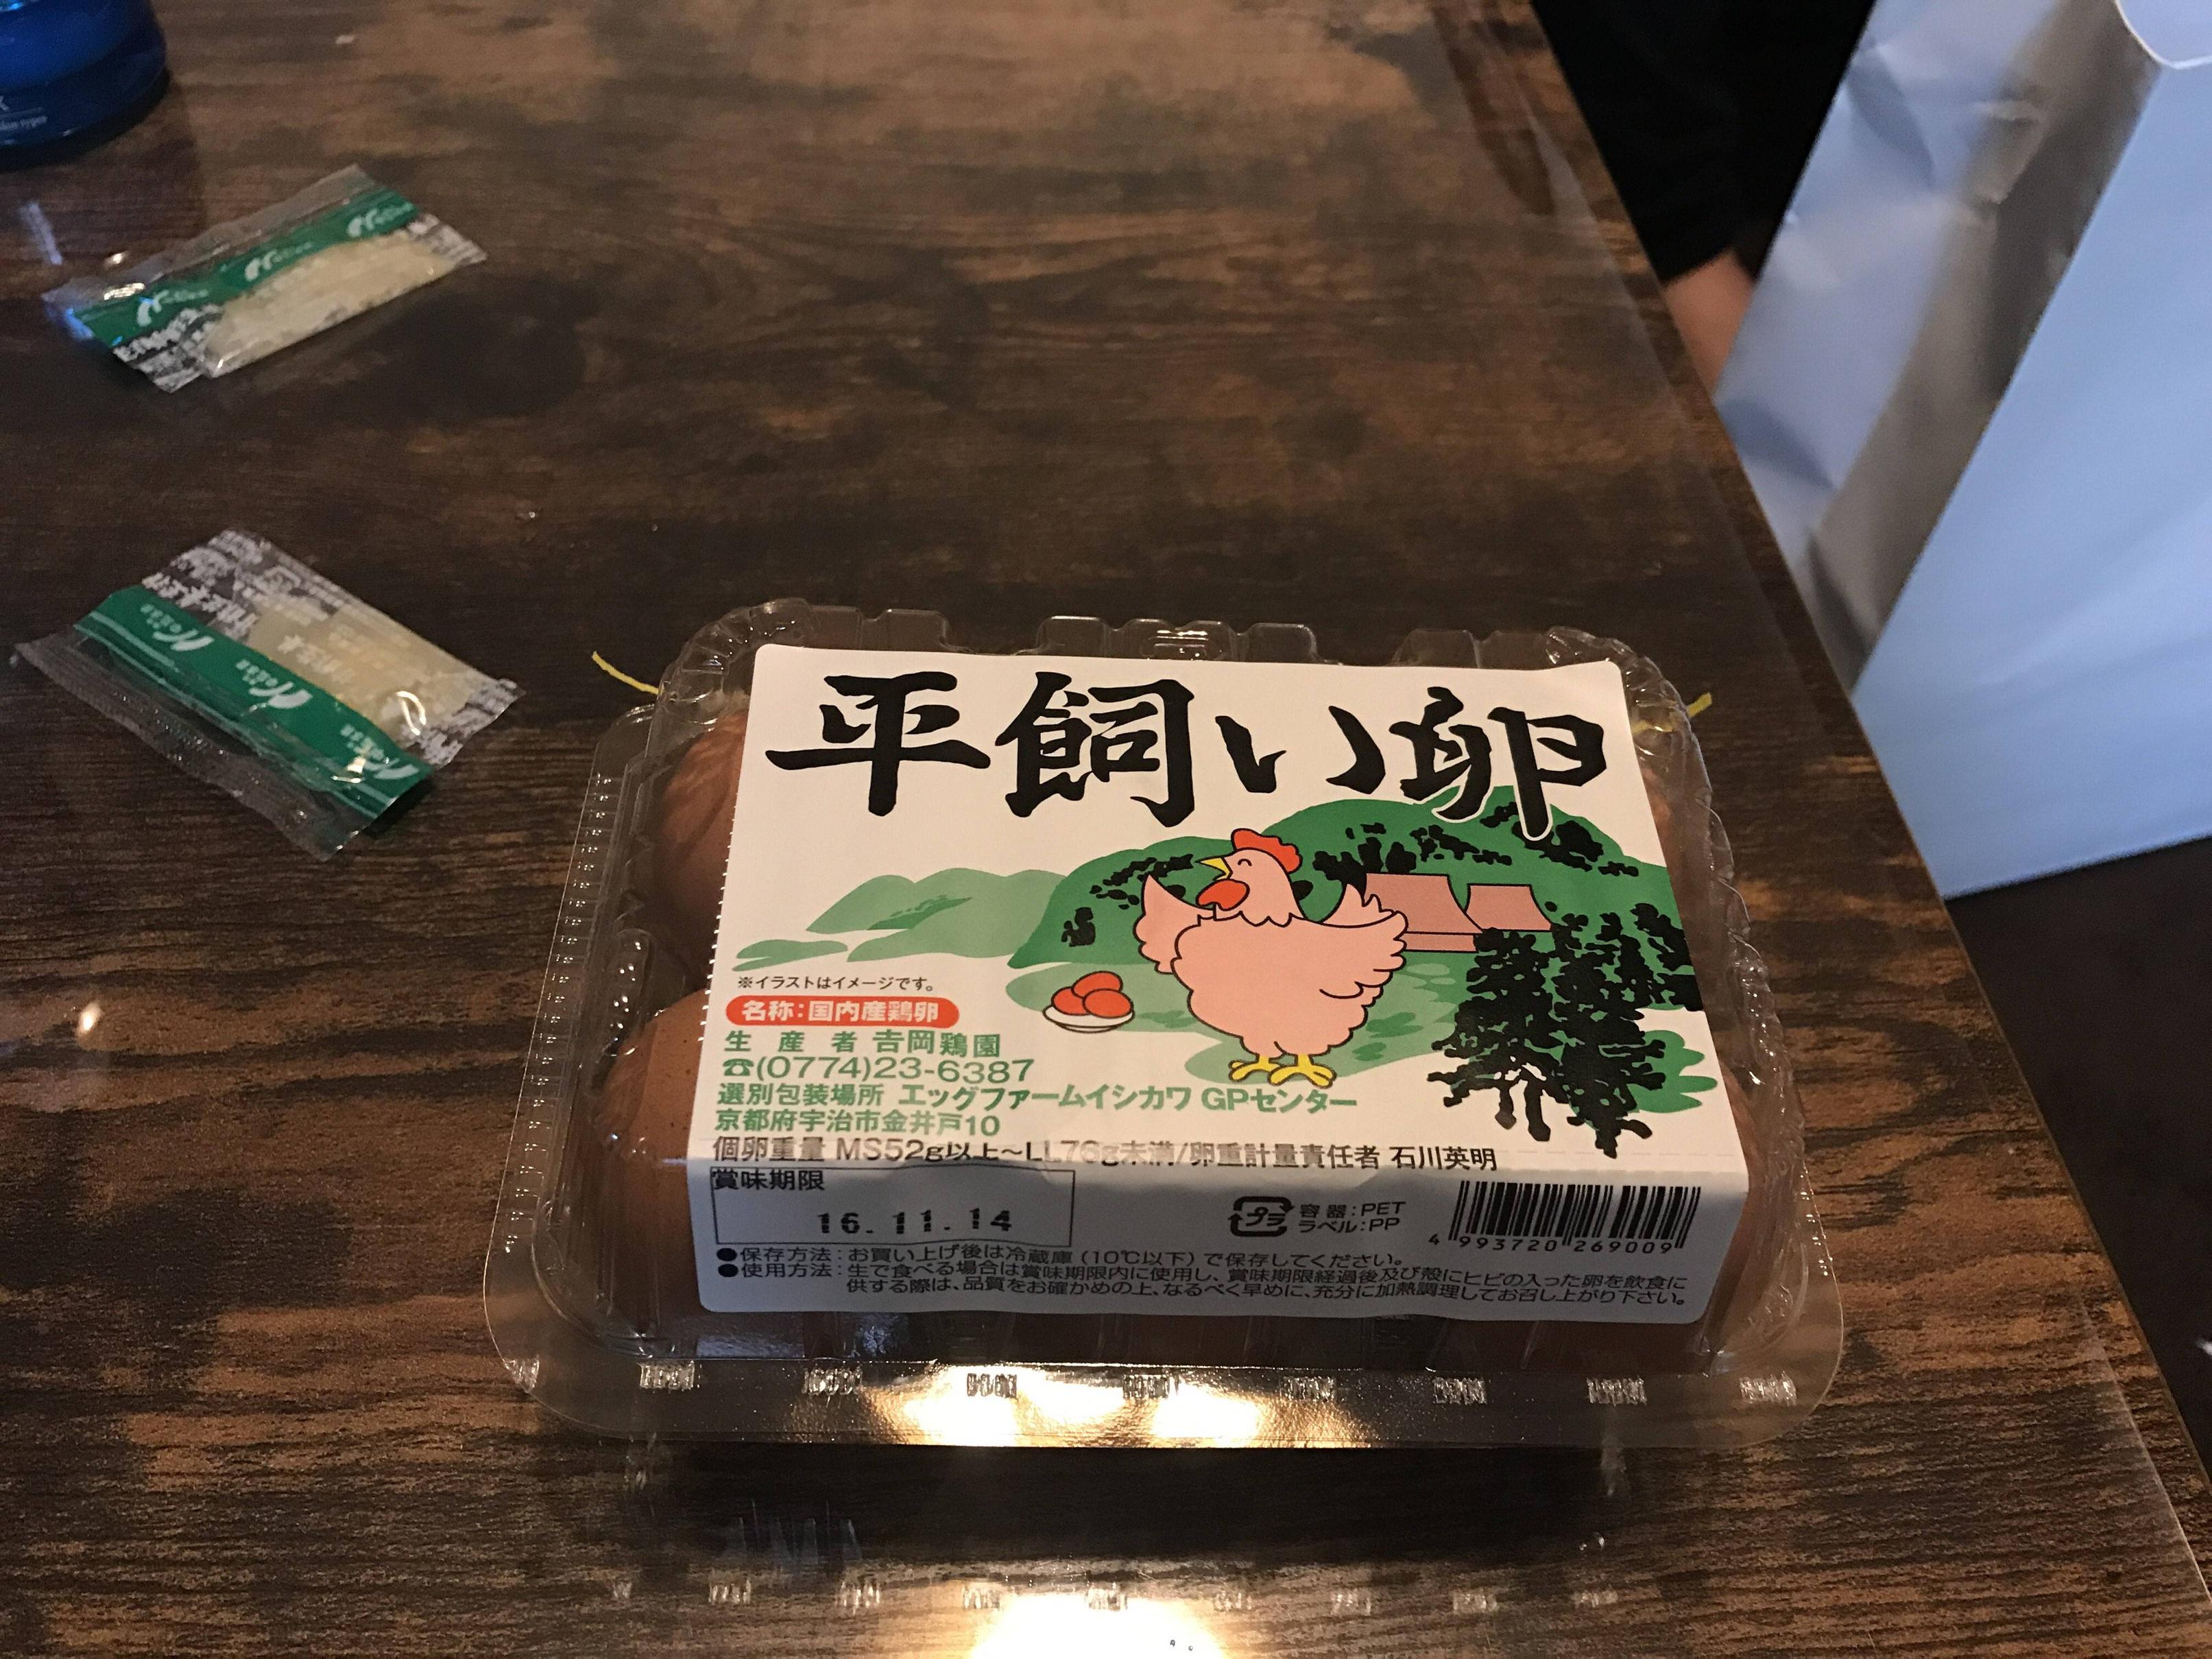 平飼い卵
※イラストはイメージです。
名称:国内産鶏卵
生産者 吉岡鶏園
☎(0774)23-6387
選別包装場所 エッグファームイシカワ GPセンター
京都府宇治市金井戸10
個卵重量 MS52g以上～LL76g未満/卵重計量責任者 石川英明
賞味期限
16.11.14
プラ
容器:PET
ラベル:PP
4 993720 269009
●保存方法:お買い上げ後は冷蔵庫(10℃以下)で保存してください。
●使用方法:生で食べる場合は賞味期限内に使用し、賞味期限経過後及び殻にヒビの入った卵を飲食に
供する際は、品質をお確かめの上、なるべく早めに、充分に加熱調理してお召し上がり下さい。